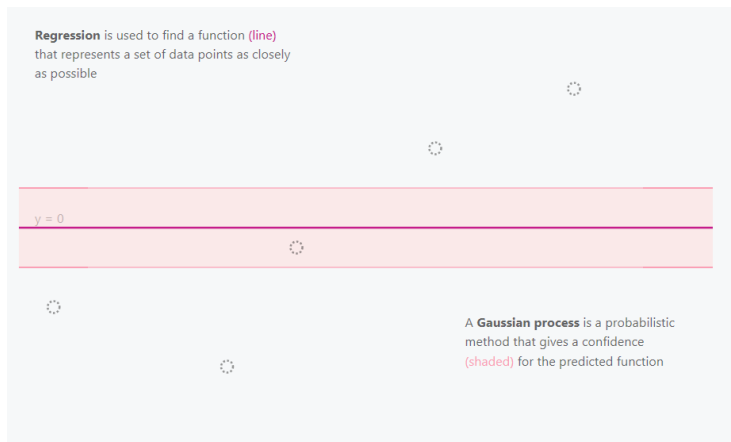 Regression is used to find a function (line)
that represents a set of data points as closely
as possible
y = 0
A Gaussian process is a probabilistic
method that gives a confidence
(shaded) for the predicted function